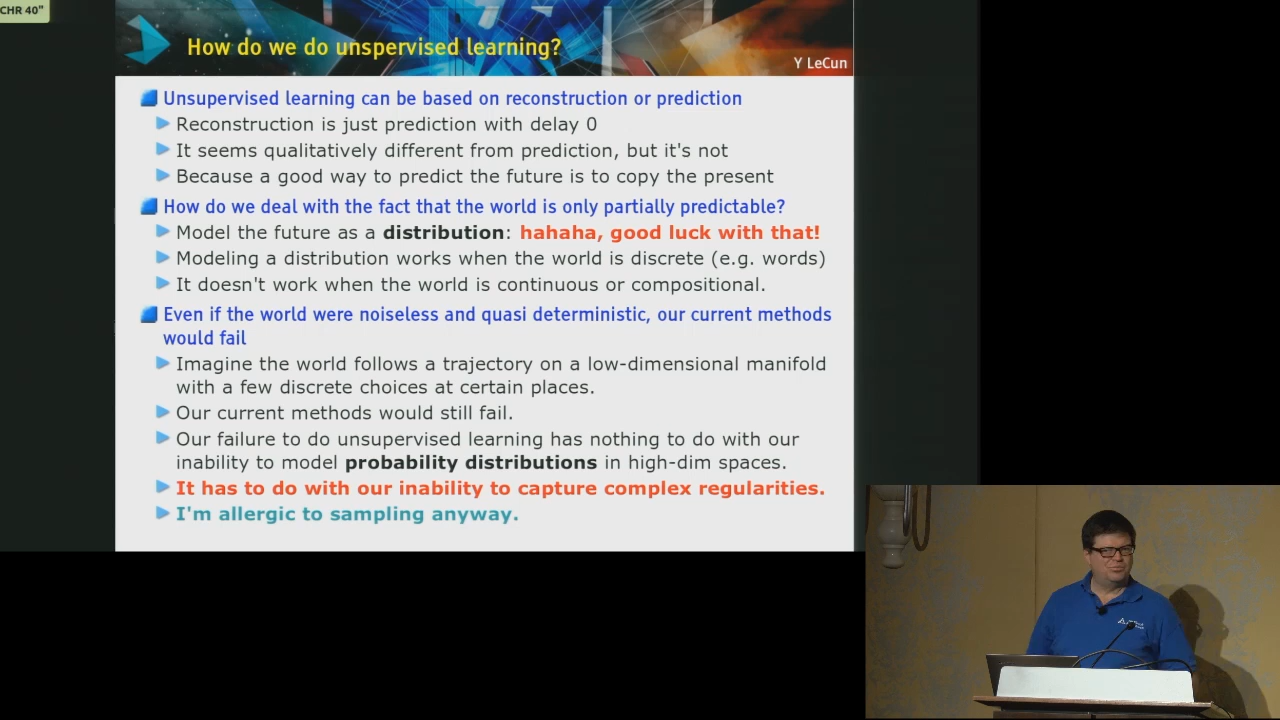 CHR 40"
How do we do unspervised learning?
Y LeCun
Unsupervised learning can be based on reconstruction or prediction
Reconstruction is just prediction with delay 0
It seems qualitatively different from prediction, but it's not
Because a good way to predict the future is to copy the present
How do we deal with the fact that the world is only partially predictable?
Model the future as a distribution: hahaha, good luck with that!
Modeling a distribution works when the world is discrete (e.g. words)
It doesn't work when the world is continuous or compositional.
Even if the world were noiseless and quasi deterministic, our current methods
would fail
Imagine the world follows a trajectory on a low-dimensional manifold
with a few discrete choices at certain places.
Our current methods would still fail.
Our failure to do unsupervised learning has nothing to do with our
inability to model probability distributions in high-dim spaces.
It has to do with our inability to capture complex regularities.
I'm allergic to sampling anyway.